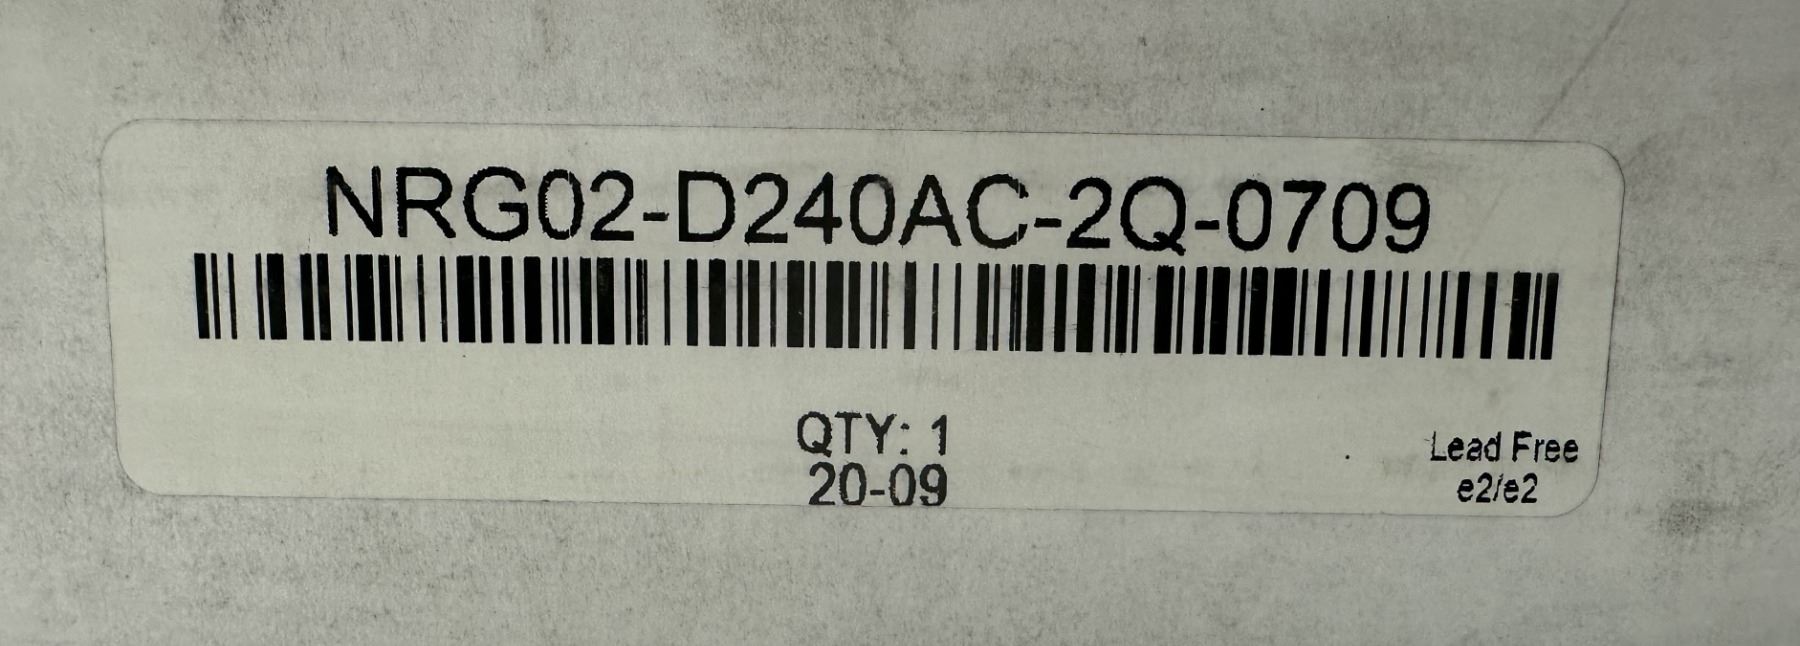 NRG02-D240AC-2Q-0709
QTY: 1
20-09
Lead Free
e2/e2